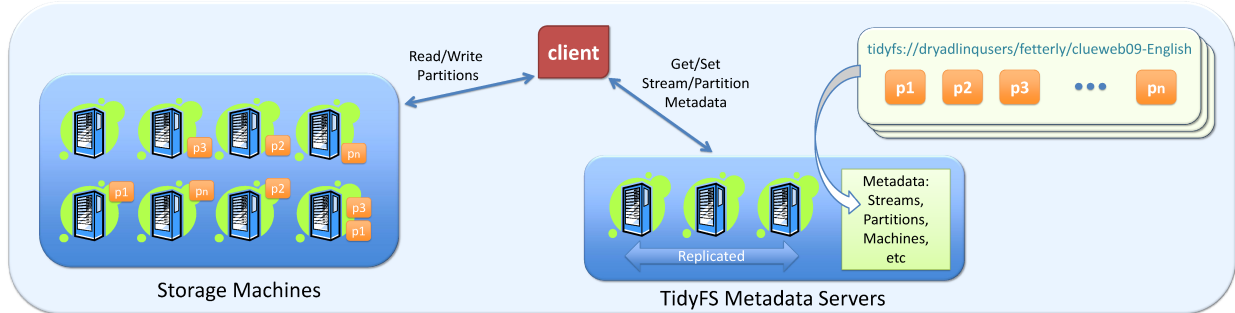 Read/Write
Partitions
client
Get/Set
Stream/Partition
Metadata
tidyfs://dryadlinqusers/fetterly/clueweb09-English
p1 p2 p3 ••• pn
p3 p2 pn
p1 pn p2 p3
p1
Storage Machines
Replicated
Metadata:
Streams,
Partitions,
Machines,
etc
TidyFS Metadata Servers